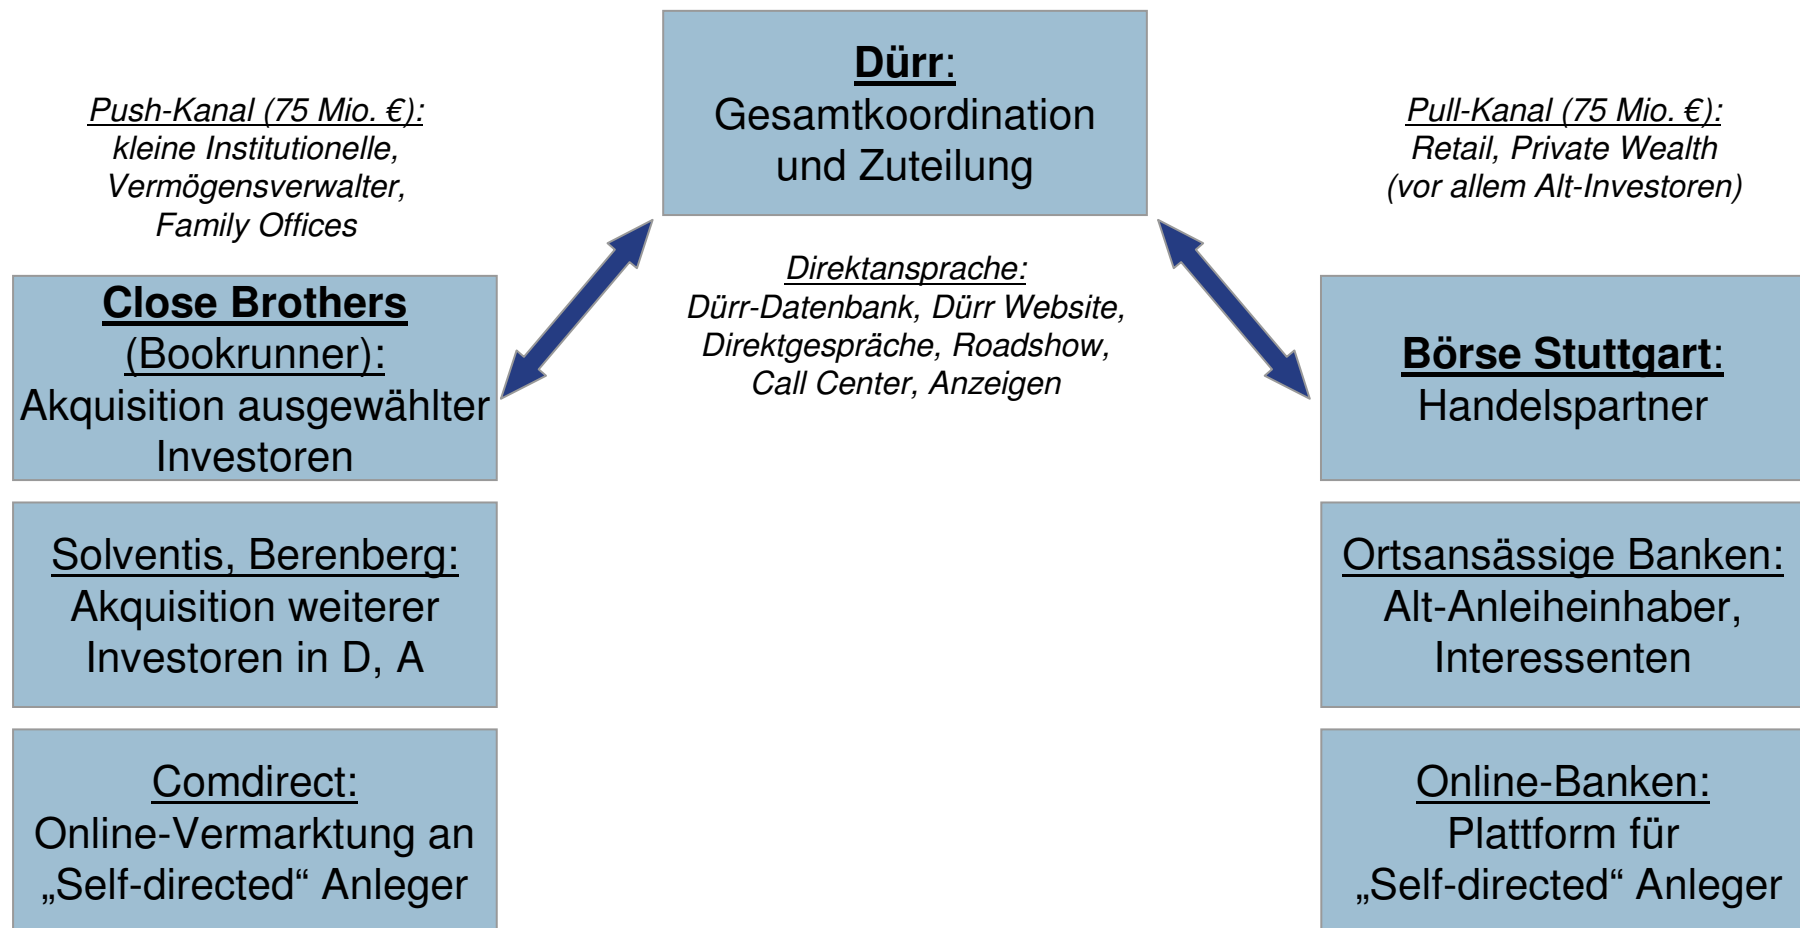 Dürr:
Gesamtkoordination
und Zuteilung
Push-Kanal (75 Mio. €):
kleine Institutionelle,
Vermögensverwalter,
Family Offices
Pull-Kanal (75 Mio. €):
Retail, Private Wealth
(vor allem Alt-Investoren)
Direktansprache:
Dürr-Datenbank, Dürr Website,
Direktgespräche, Roadshow,
Call Center, Anzeigen
Close Brothers
(Bookrunner):
Akquisition ausgewählter
Investoren
Solventis, Berenberg:
Akquisition weiterer
Investoren in D, A
Comdirect:
Online-Vermarktung an
„Self-directed“ Anleger
Börse Stuttgart:
Handelspartner
Ortsansässige Banken:
Alt-Anleiheinhaber,
Interessenten
Online-Banken:
Plattform für
„Self-directed“ Anleger